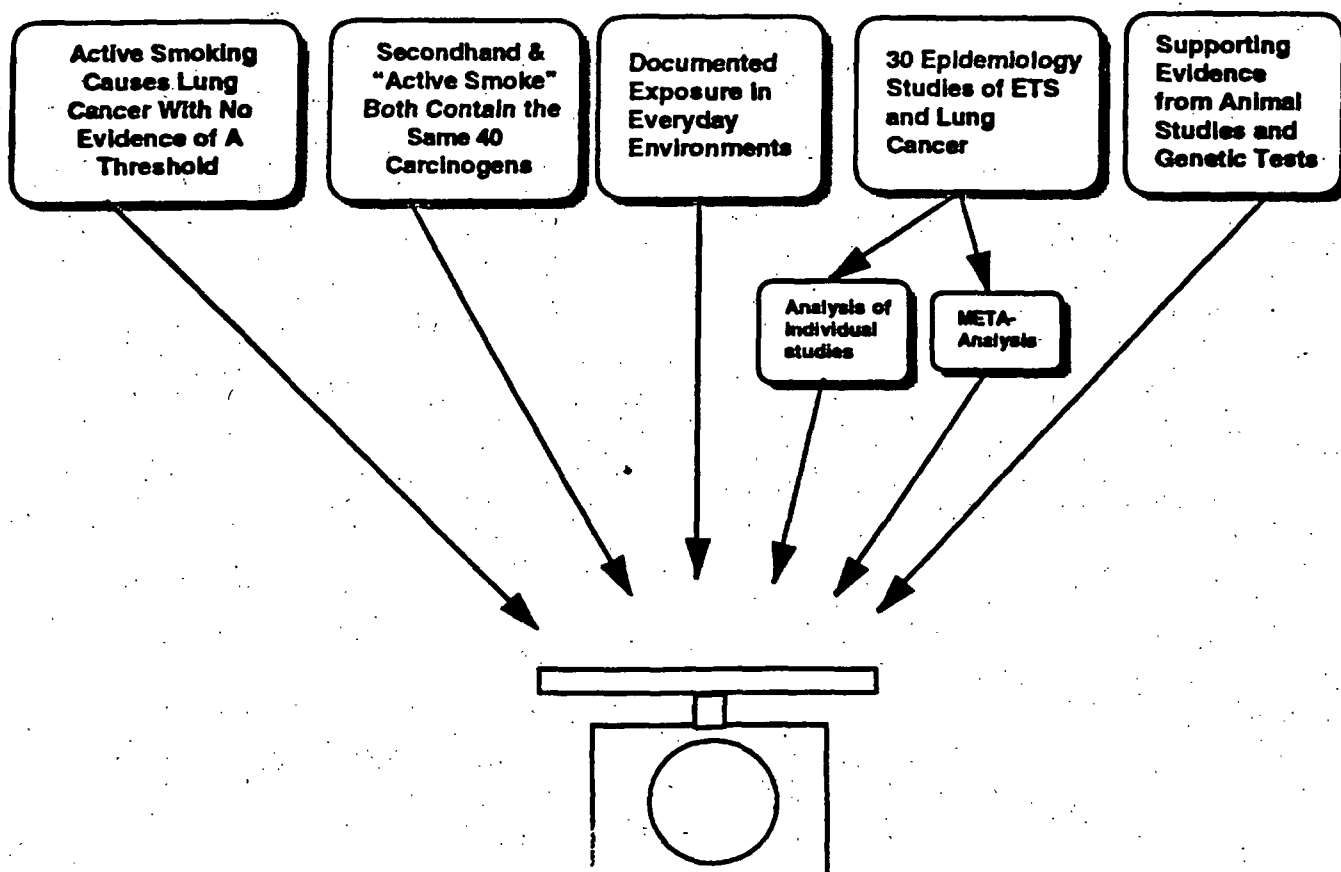 Active Smoking
Causes Lung
Cancer With No
Evidence of A
Threshold
Secondhand &
"Active Smoke"
Both Contain the
Same 40
Carcinogens
Documented
Exposure in
Everyday
Environments
30 Epidemiology
Studies of ETS
and Lung
Cancer
Supporting
Evidence
from Animal
Studies and
Genetic Tests
Analysis of
individual
studies
META-
Analysis